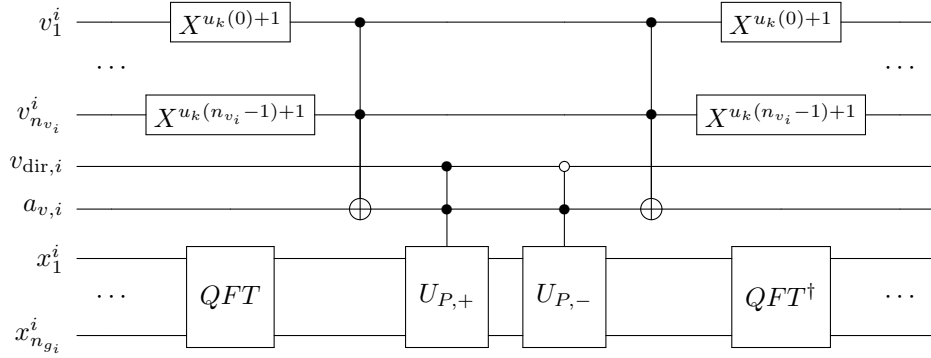 v_1^i X^{u_k(0)+1} X^{u_k(0)+1}
... ...
v_{n_{v_i}}^i X^{u_k(n_{v_i}-1)+1} X^{u_k(n_{v_i}-1)+1}
v_{dir,i}
a_{v,i}
x_1^i
... QFT U_{P,+} U_{P,-} QFT^† ...
x_{n_{g_i}}^i